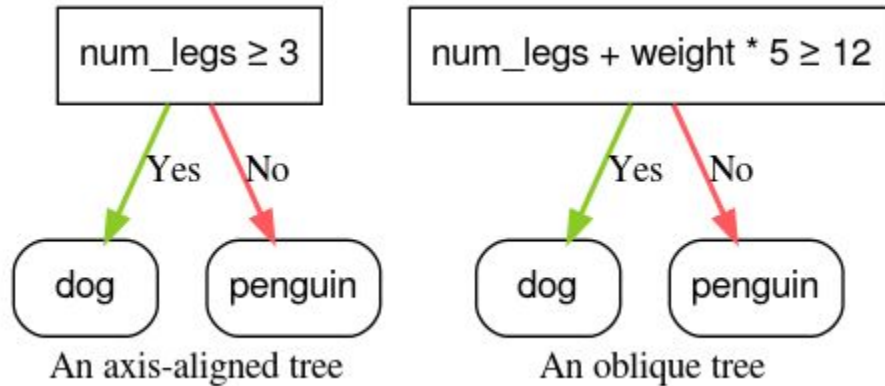 num_legs ≥ 3
Yes
No
dog
penguin
An axis-aligned tree
num_legs + weight * 5 ≥ 12
Yes
No
dog
penguin
An oblique tree